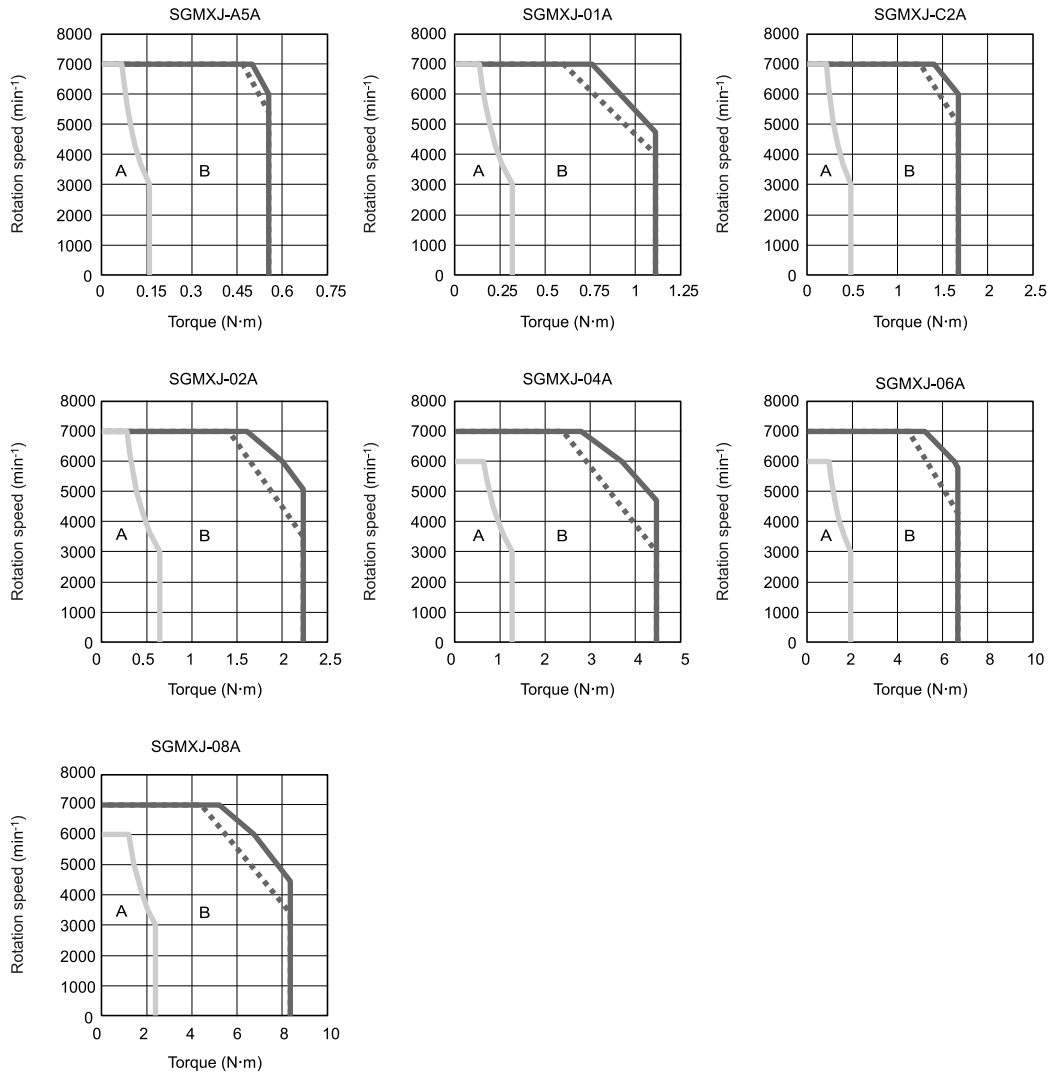 SGMXJ-A5A
Rotation speed (min⁻¹)
8000
7000
6000
5000
4000
3000
2000
1000
0
A
B
0 0.15 0.3 0.45 0.6 0.75
Torque (N·m)
SGMXJ-01A
Rotation speed (min⁻¹)
8000
7000
6000
5000
4000
3000
2000
1000
0
A
B
0 0.25 0.5 0.75 1 1.25
Torque (N·m)
SGMXJ-C2A
Rotation speed (min⁻¹)
8000
7000
6000
5000
4000
3000
2000
1000
0
A
B
0 0.5 1 1.5 2 2.5
Torque (N·m)
SGMXJ-02A
Rotation speed (min⁻¹)
8000
7000
6000
5000
4000
3000
2000
1000
0
A
B
0 0.5 1 1.5 2 2.5
Torque (N·m)
SGMXJ-04A
Rotation speed (min⁻¹)
8000
7000
6000
5000
4000
3000
2000
1000
0
A
B
0 1 2 3 4 5
Torque (N·m)
SGMXJ-06A
Rotation speed (min⁻¹)
8000
7000
6000
5000
4000
3000
2000
1000
0
A
B
0 2 4 6 8 10
Torque (N·m)
SGMXJ-08A
Rotation speed (min⁻¹)
8000
7000
6000
5000
4000
3000
2000
1000
0
A
B
0 2 4 6 8 10
Torque (N·m)